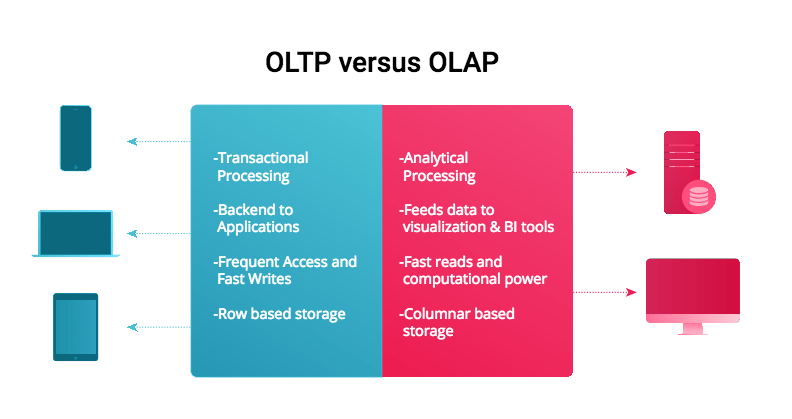 OLTP versus OLAP
-Transactional
Processing
-Backend to
Applications
-Frequent Access and
Fast Writes
-Row based storage
-Analytical
Processing
-Feeds data to
visualization & BI tools
-Fast reads and
computational power
-Columnar based
storage